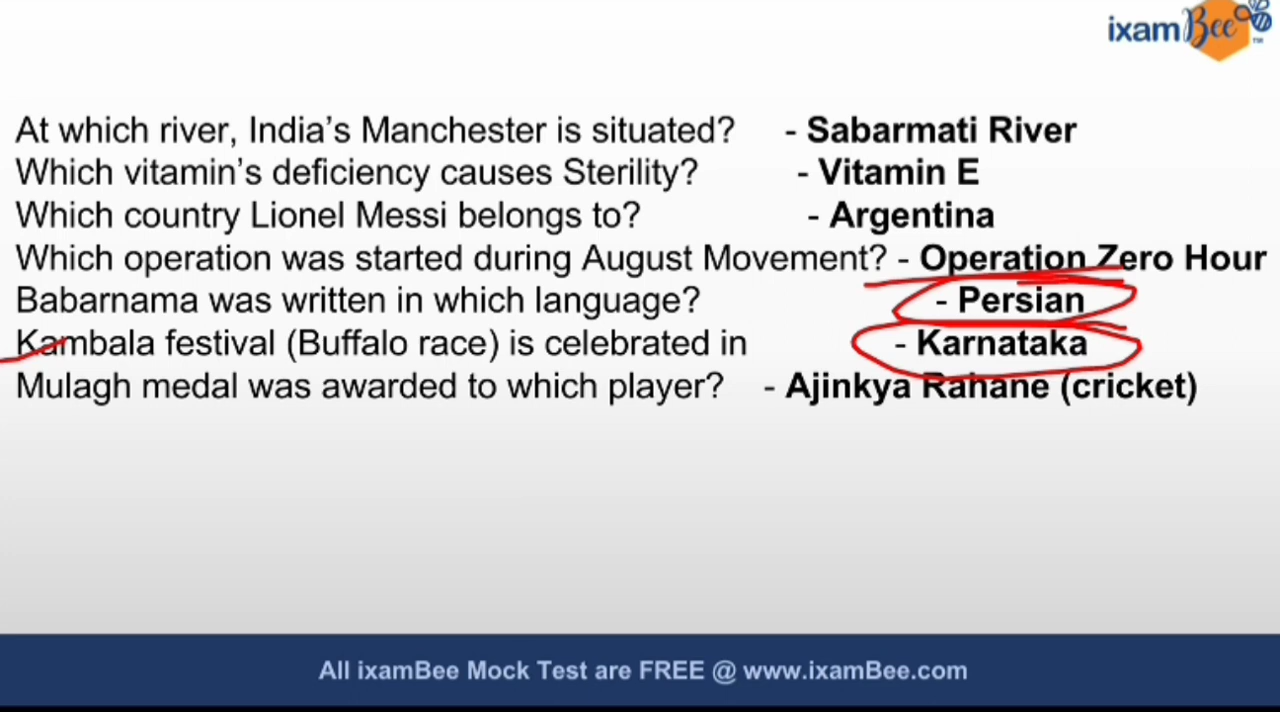 ixamBee
At which river, India's Manchester is situated? - Sabarmati River
Which vitamin's deficiency causes Sterility? - Vitamin E
Which country Lionel Messi belongs to? - Argentina
Which operation was started during August Movement? - Operation Zero Hour
Babarnama was written in which language? - Persian
Kambala festival (Buffalo race) is celebrated in - Karnataka
Mulagh medal was awarded to which player? - Ajinkya Rahane (cricket)
All ixamBee Mock Test are FREE @ www.ixamBee.com